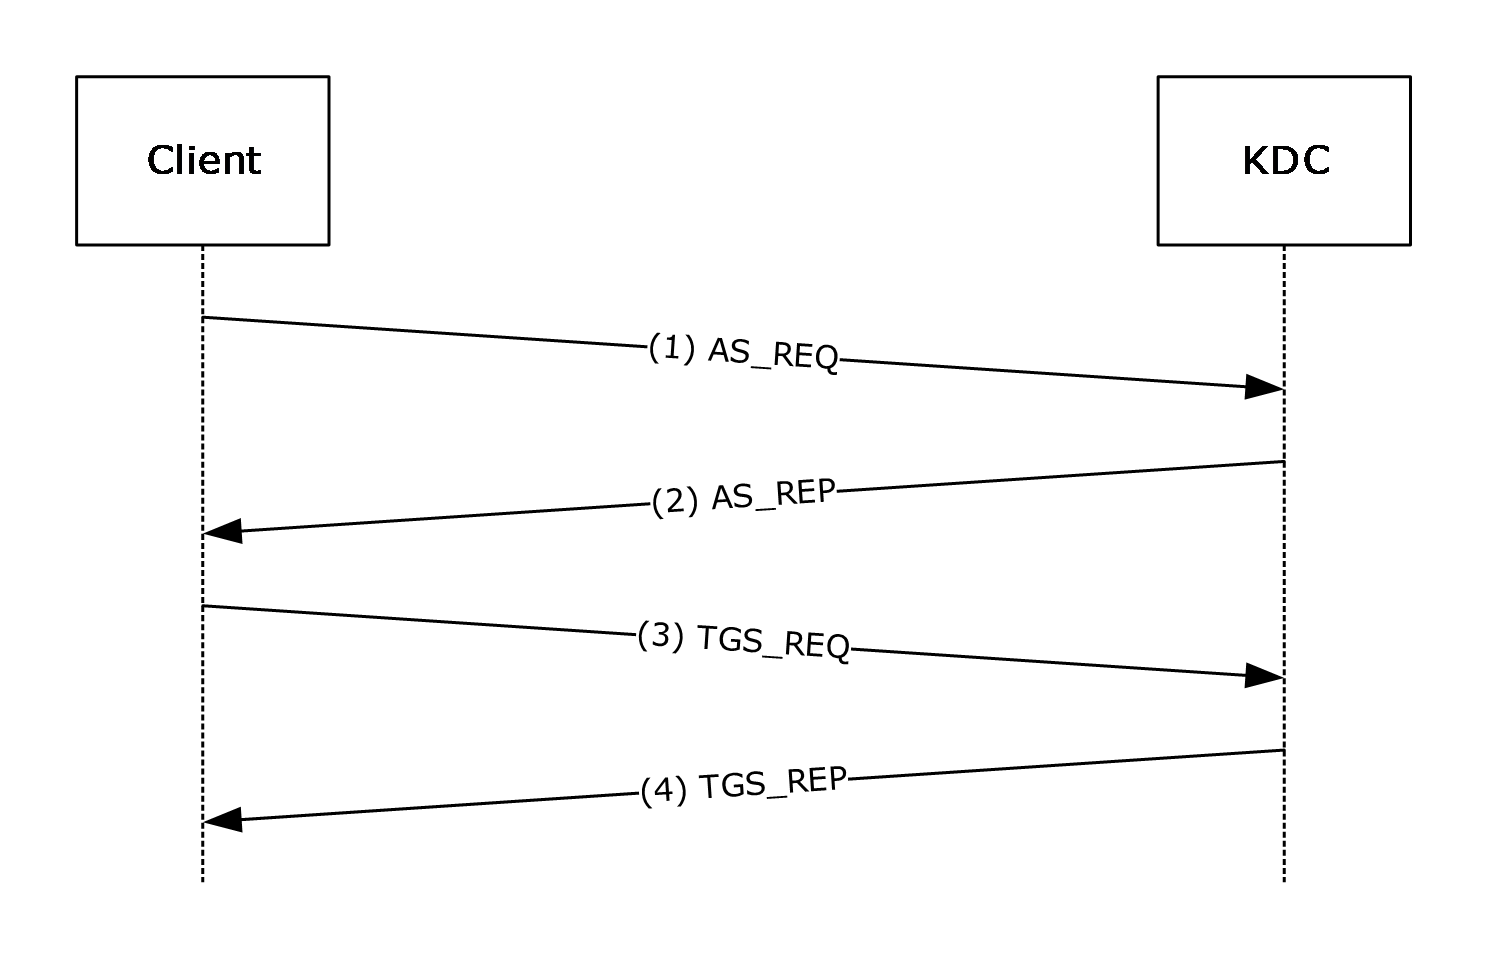 Client
KDC
(1) AS_REQ
(2) AS_REP
(3) TGS_REQ
(4) TGS_REP